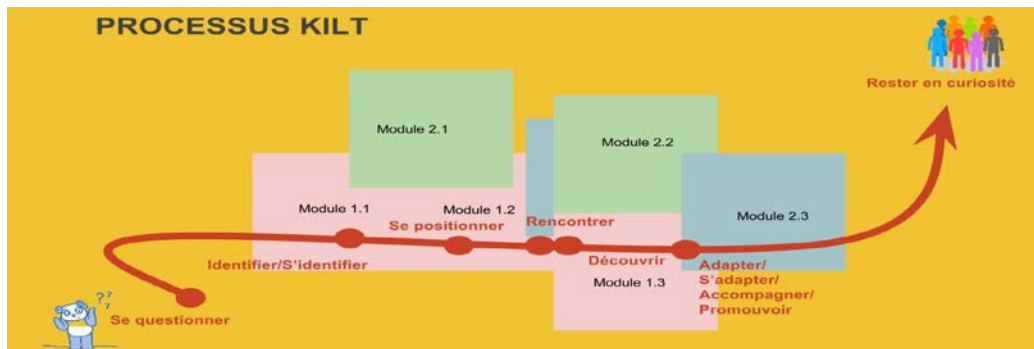 PROCESSUS KILT
Rester en curiosité
Module 2.1
Module 2.2
Module 1.1
Module 1.2
Module 2.3
Se positionner
Rencontrer
Identifier/S'identifier
Découvrir
Adapter/
S'adapter/
Accompagner/
Promouvoir
Module 1.3
Se questionner
??